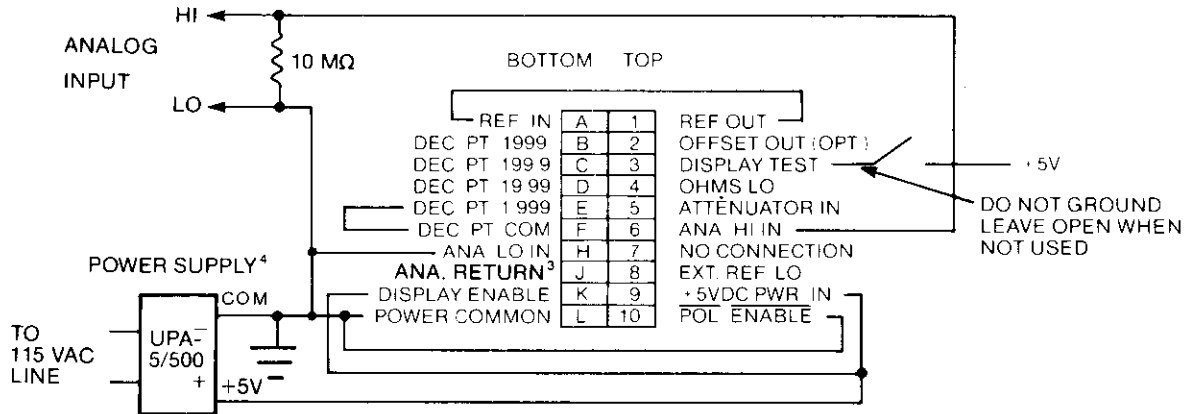 HI
ANALOG
INPUT
10 MΩ
LO
BOTTOM TOP
REF IN A 1 REF OUT
DEC PT 1999 B 2 OFFSET OUT (OPT)
DEC PT 199 9 C 3 DISPLAY TEST +5V
DEC PT 19 99 D 4 OHMS LO
DEC PT 1 999 E 5 ATTENUATOR IN
DEC PT COM F 6 ANA HI IN
ANA LO IN H 7 NO CONNECTION
ANA. RETURN³ J 8 EXT. REF LO
DISPLAY ENABLE K 9 +5VDC PWR IN
POWER COMMON L 10 POL ENABLE
DO NOT GROUND
LEAVE OPEN WHEN
NOT USED
POWER SUPPLY⁴
COM
TO
115 VAC
LINE
UPA-
5/500
−
+
+5V